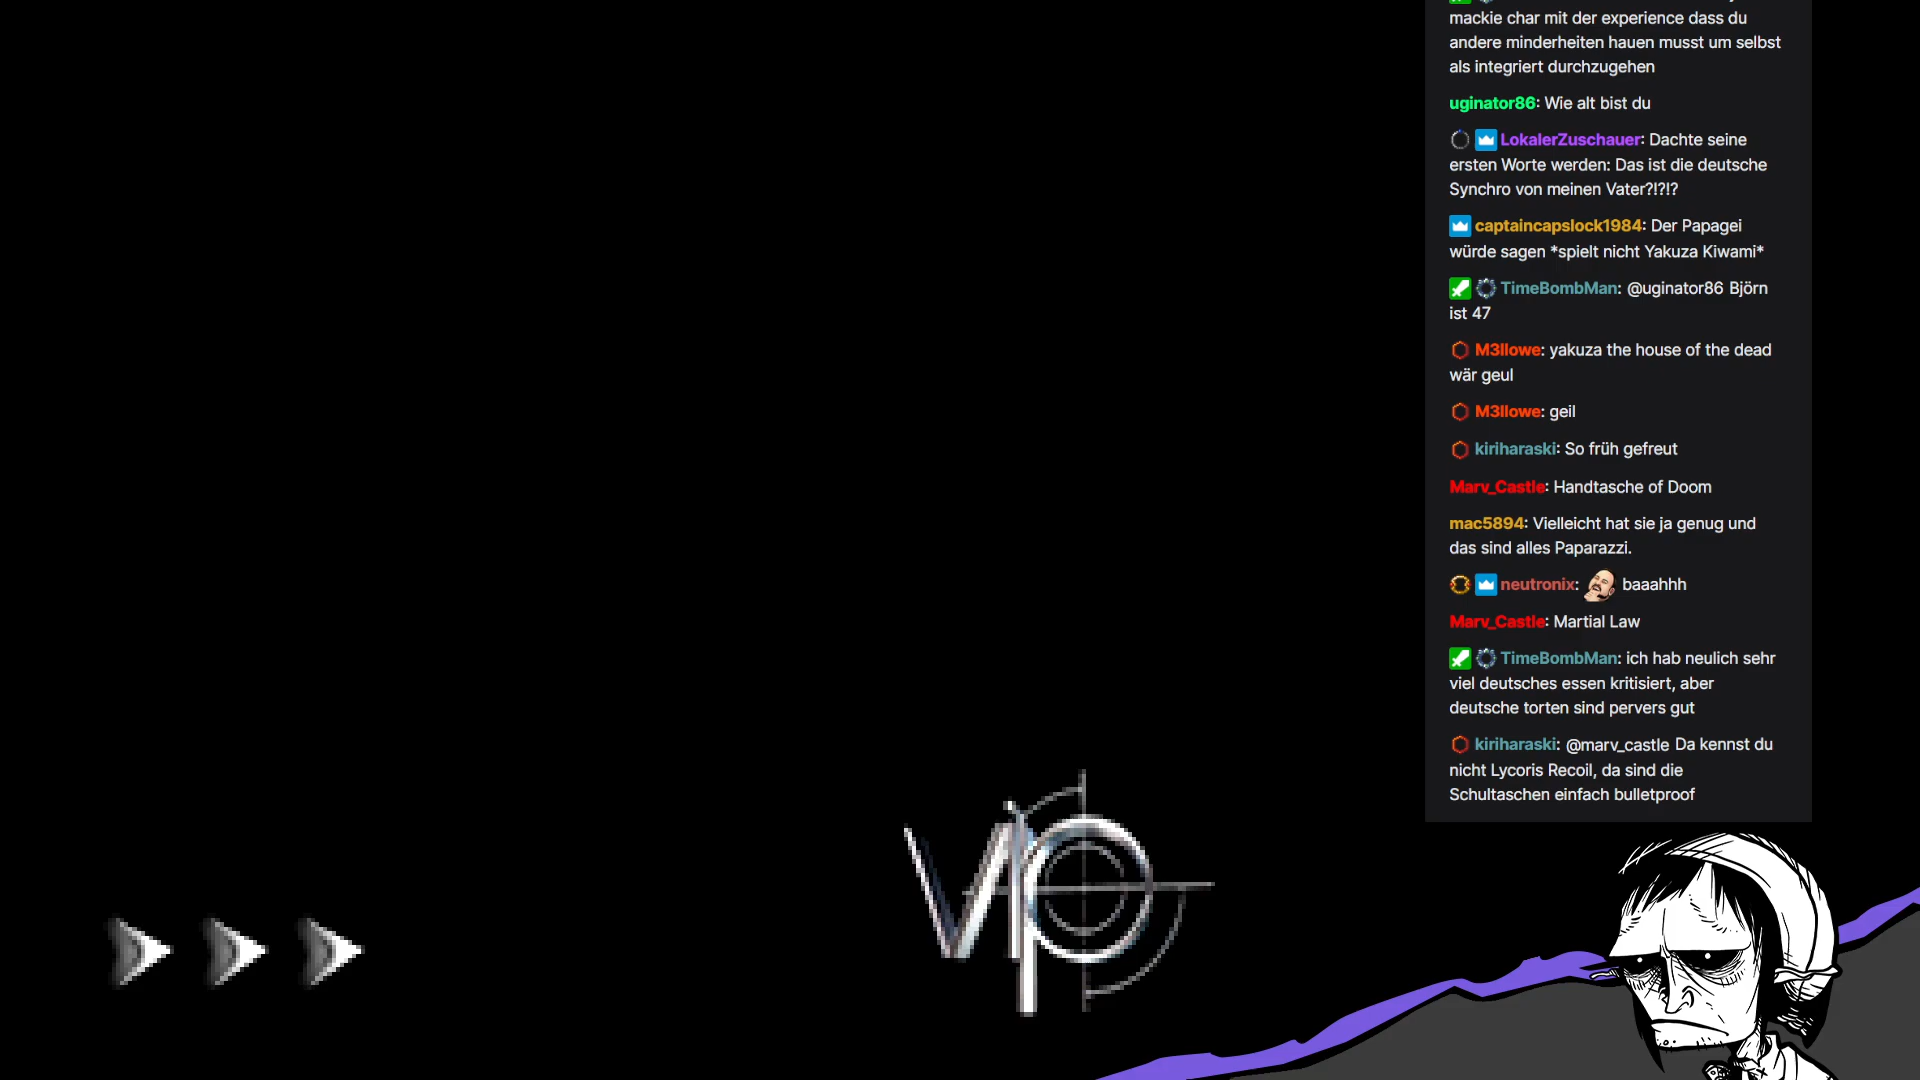 mackie char mit der experience dass du
andere minderheiten hauen musst um selbst
als integriert durchzugehen
uginator86: Wie alt bist du
LokalerZuschauer: Dachte seine
ersten Worte werden: Das ist die deutsche
Synchro von meinen Vater?!?!?
captaincapslock1984: Der Papagei
würde sagen *spielt nicht Yakuza Kiwami*
TimeBombMan: @uginator86 Björn
ist 47
M3llowe: yakuza the house of the dead
wär geul
M3llowe: geil
kiriharaski: So früh gefreut
Marv_Castle: Handtasche of Doom
mac5894: Vielleicht hat sie ja genug und
das sind alles Paparazzi.
neutronix: baaahhh
Marv_Castle: Martial Law
TimeBombMan: ich hab neulich sehr
viel deutsches essen kritisiert, aber
deutsche torten sind pervers gut
kiriharaski: @marv_castle Da kennst du
nicht Lycoris Recoil, da sind die
Schultaschen einfach bulletproof
VIP